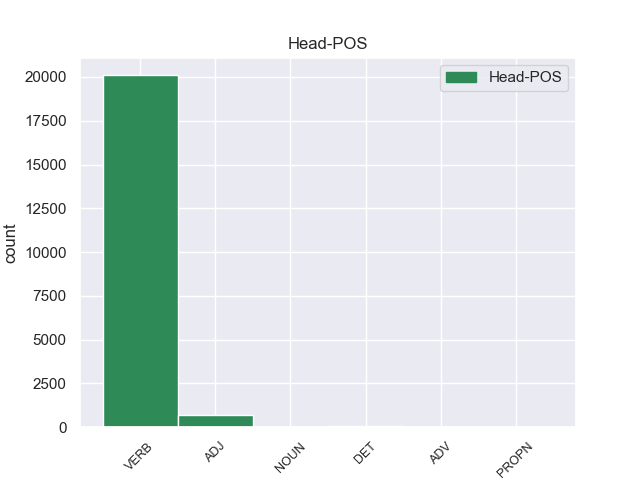 Head-POS
Head-POS
20000
17500
15000
12500
10000
7500
5000
2500
0
count
VERB
ADJ
NOUN
DET
ADV
PROPN